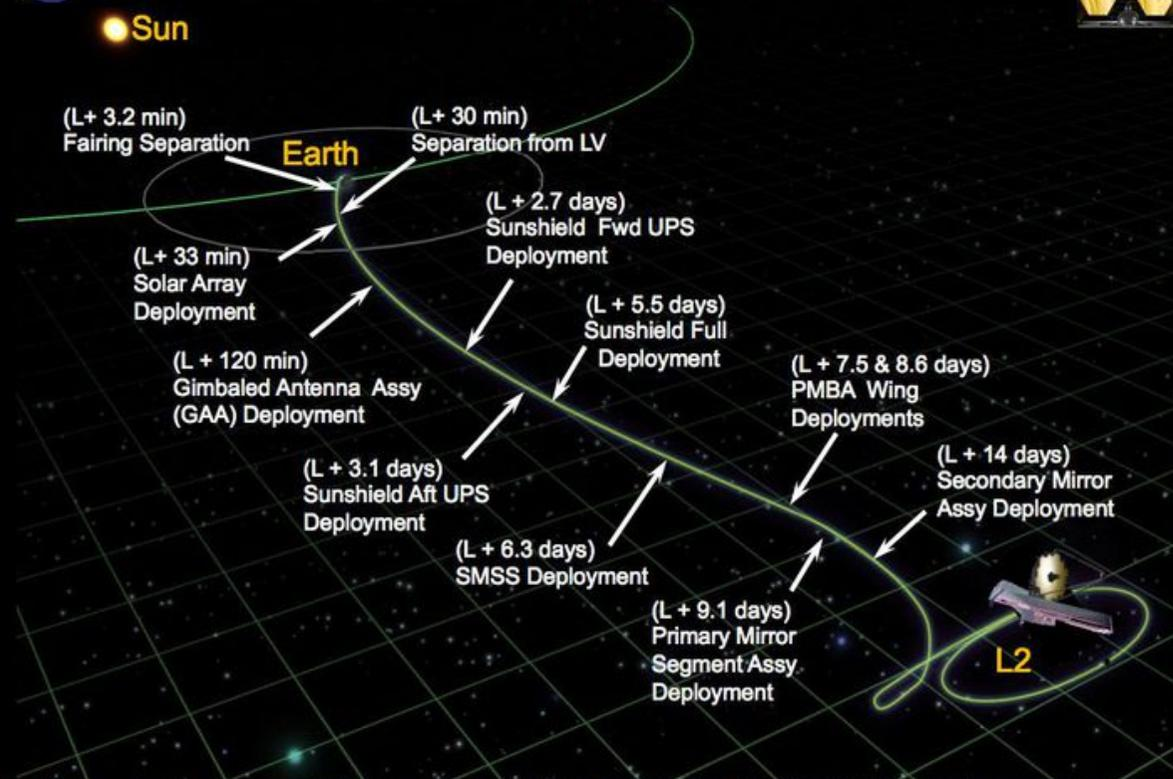 Sun
(L+ 3.2 min)
Fairing Separation
Earth
(L+ 30 min)
Separation from LV
(L + 2.7 days)
Sunshield Fwd UPS
Deployment
(L+ 33 min)
Solar Array
Deployment
(L + 5.5 days)
Sunshield Full
Deployment
(L + 120 min)
Gimbaled Antenna Assy
(GAA) Deployment
(L + 7.5 & 8.6 days)
PMBA Wing
Deployments
(L + 3.1 days)
Sunshield Aft UPS
Deployment
(L + 14 days)
Secondary Mirror
Assy Deployment
(L + 6.3 days)
SMSS Deployment
(L + 9.1 days)
Primary Mirror
Segment Assy
Deployment
L2